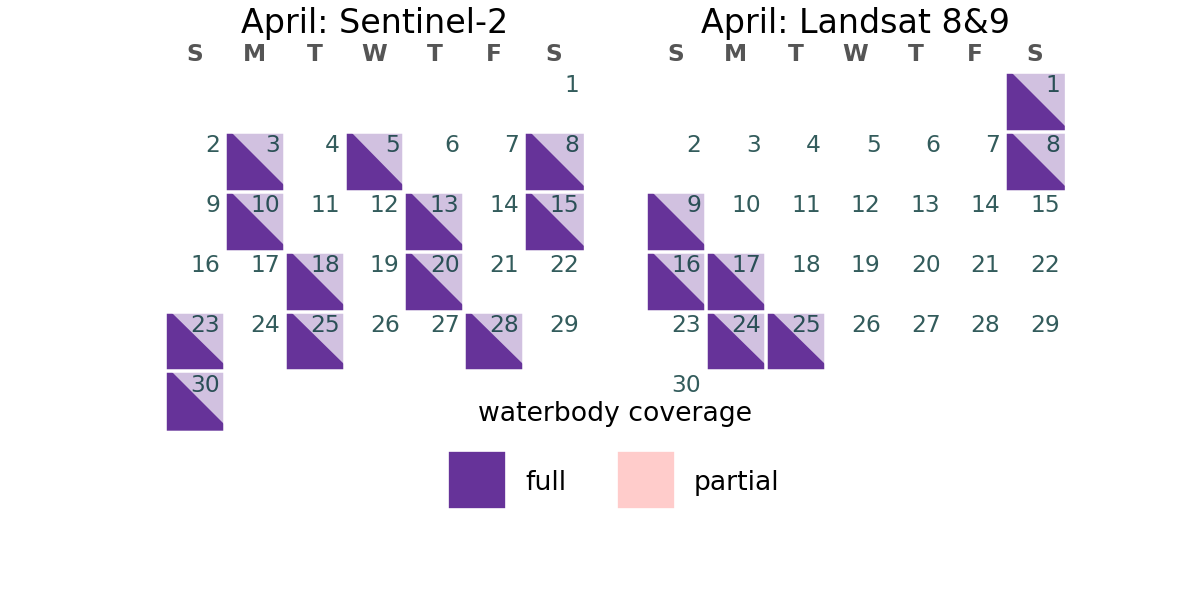 April: Sentinel-2
S M T W T F S
1
2 3 4 5 6 7 8
9 10 11 12 13 14 15
16 17 18 19 20 21 22
23 24 25 26 27 28 29
30
April: Landsat 8&9
S M T W T F S
1
2 3 4 5 6 7 8
9 10 11 12 13 14 15
16 17 18 19 20 21 22
23 24 25 26 27 28 29
30
waterbody coverage
full partial